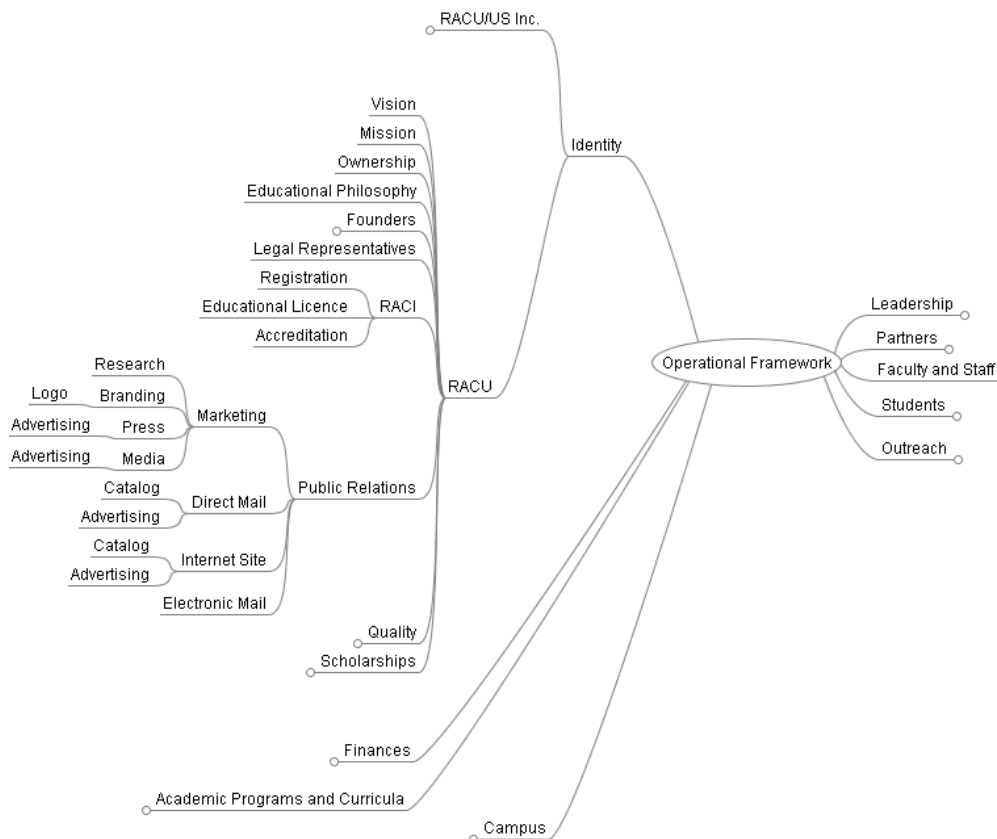 RACU/US Inc.
Vision
Mission
Identity
Ownership
Educational Philosophy
Founders
Legal Representatives
Registration
Educational Licence
RACI
Accreditation
Leadership
Partners
Operational Framework
Faculty and Staff
Students
Outreach
RACU
Research
Logo
Branding
Marketing
Advertising
Press
Advertising
Media
Public Relations
Catalog
Direct Mail
Advertising
Catalog
Internet Site
Advertising
Electronic Mail
Quality
Scholarships
Finances
Academic Programs and Curricula
Campus